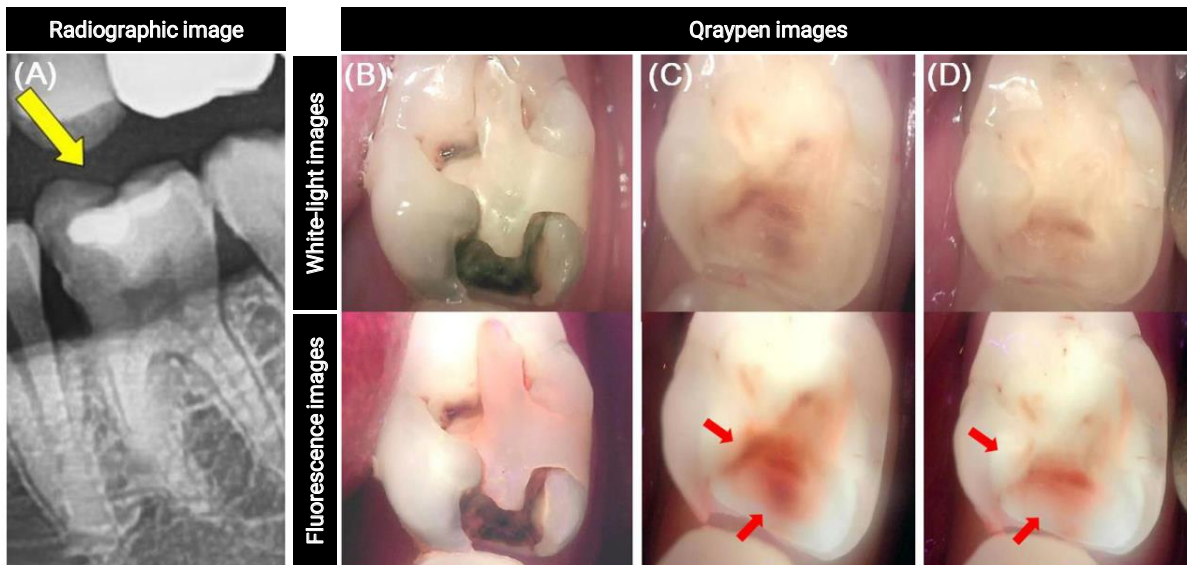 Radiographic image
Qraypen images
(A)
(B)
(C)
(D)
White-light images
Fluorescence images